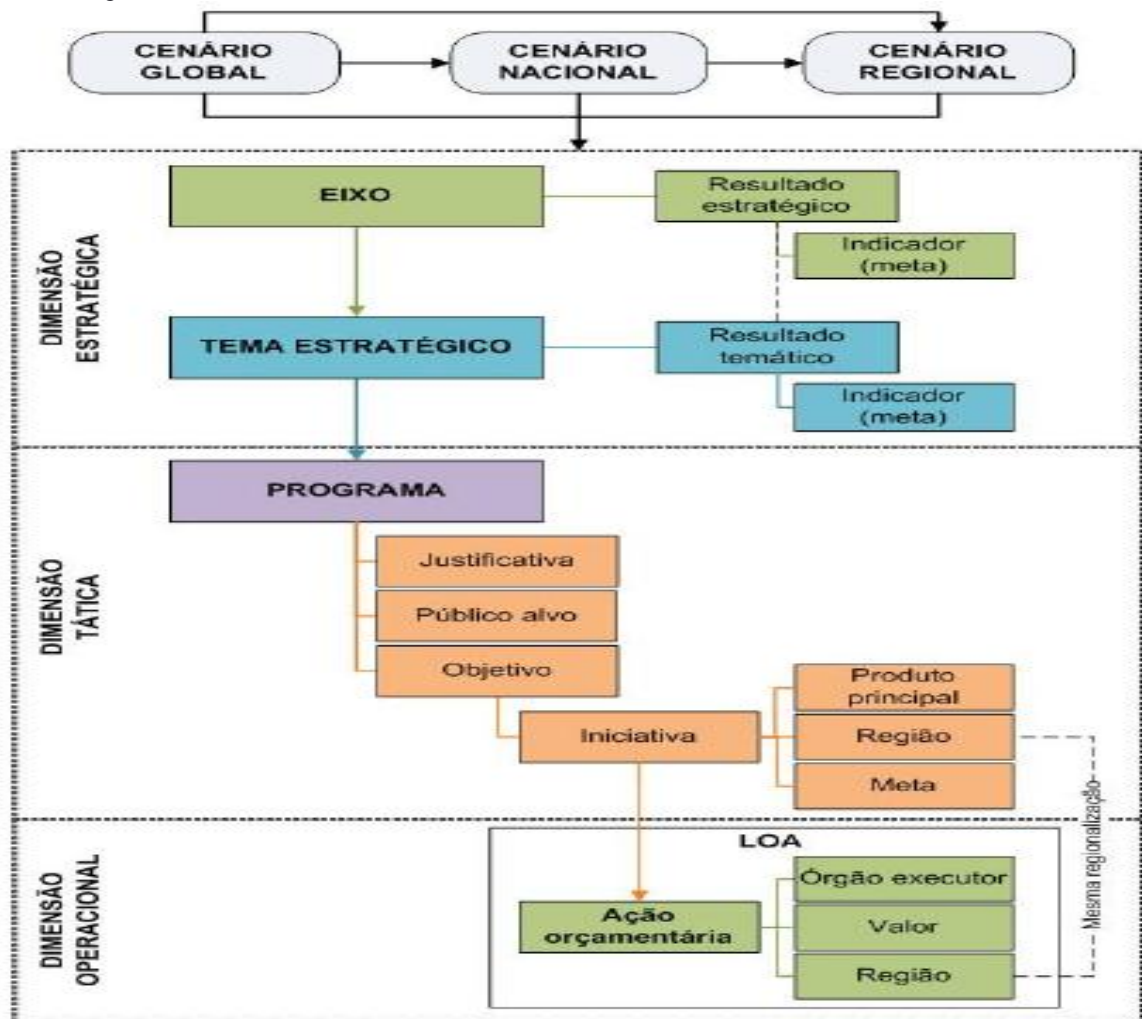 CENÁRIO
GLOBAL
CENÁRIO
NACIONAL
CENÁRIO
REGIONAL
DIMENSÃO
ESTRATÉGICA
EIXO
Resultado
estratégico
Indicador
(meta)
TEMA ESTRATÉGICO
Resultado
temático
Indicador
(meta)
DIMENSÃO
TÁTICA
PROGRAMA
Justificativa
Público alvo
Objetivo
Iniciativa
Produto
principal
Região
Meta
Mesma regionalização
DIMENSÃO
OPERACIONAL
LOA
Ação
orçamentária
Órgão executor
Valor
Região